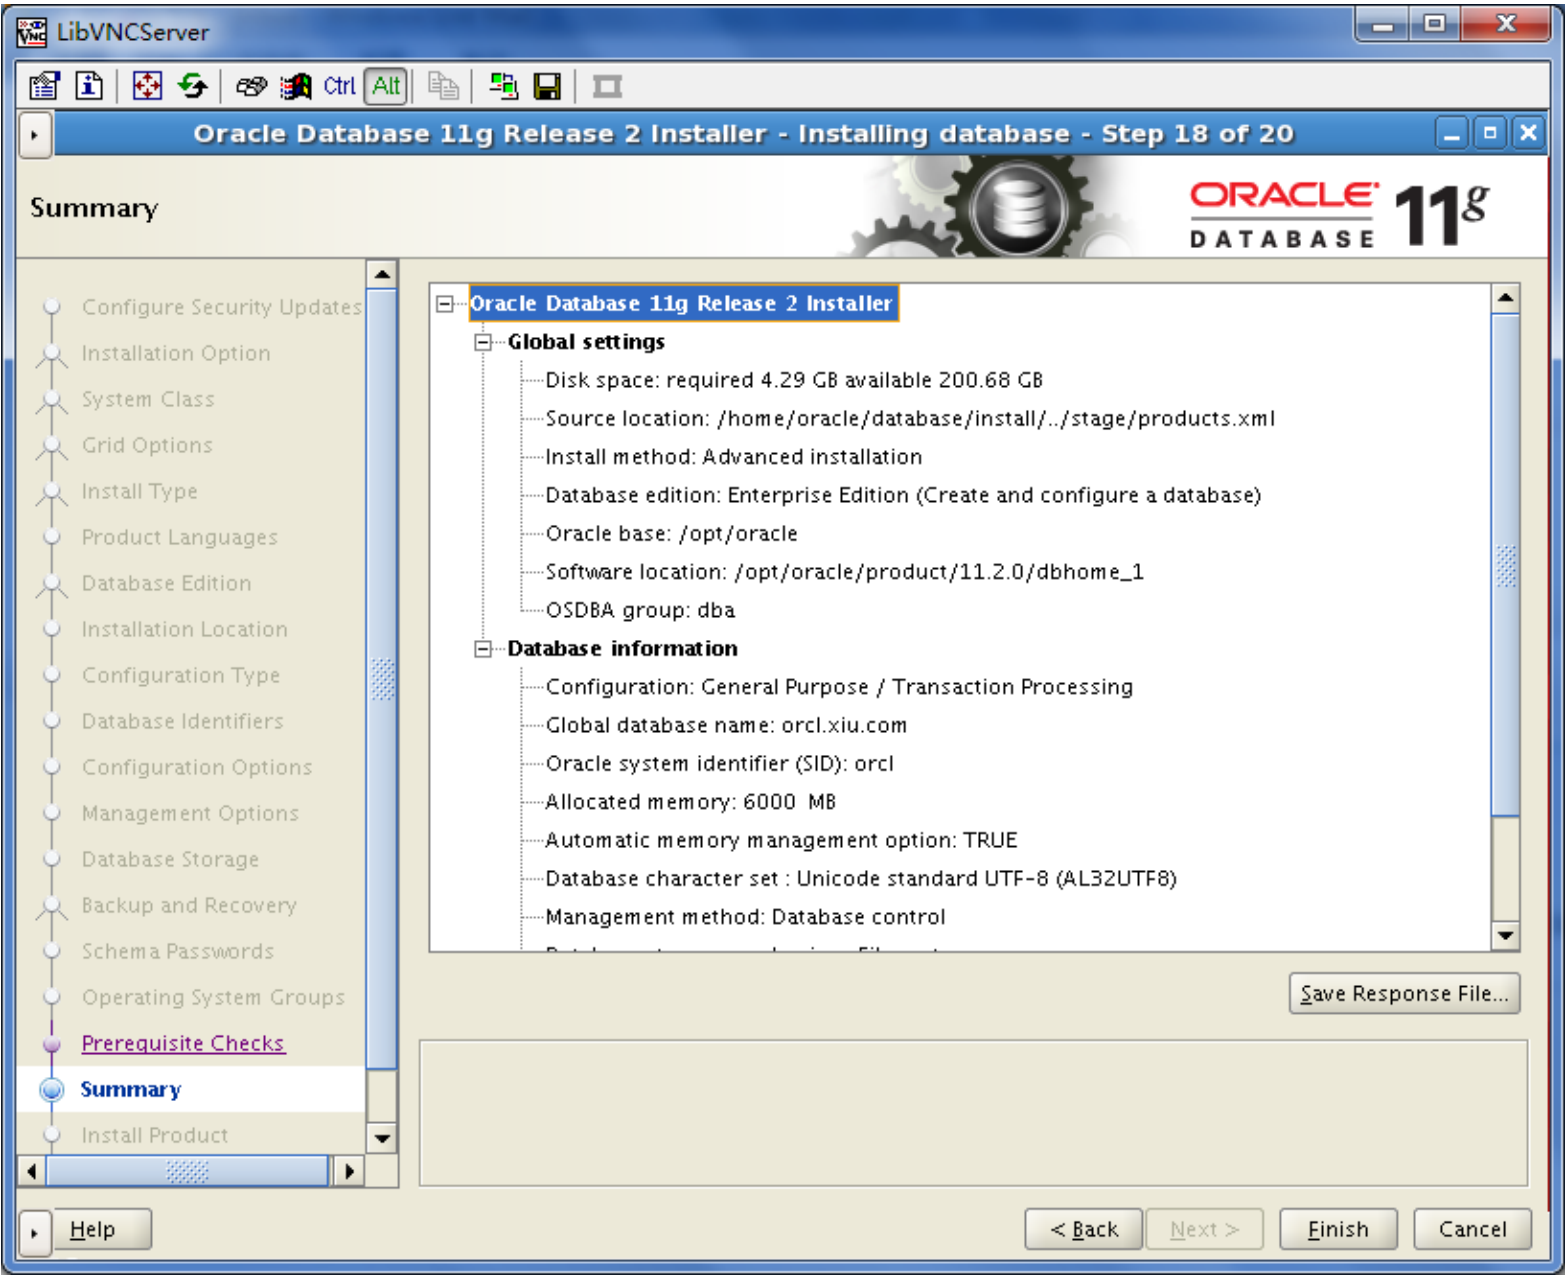 LibVNCServer
Ctrl Alt
Oracle Database 11g Release 2 Installer - Installing database - Step 18 of 20
Summary
ORACLE 11g
DATABASE
Configure Security Updates
Installation Option
System Class
Grid Options
Install Type
Product Languages
Database Edition
Installation Location
Configuration Type
Database Identifiers
Configuration Options
Management Options
Database Storage
Backup and Recovery
Schema Passwords
Operating System Groups
Prerequisite Checks
Summary
Install Product
Oracle Database 11g Release 2 Installer
Global settings
Disk space: required 4.29 GB available 200.68 GB
Source location: /home/oracle/database/install/../stage/products.xml
Install method: Advanced installation
Database edition: Enterprise Edition (Create and configure a database)
Oracle base: /opt/oracle
Software location: /opt/oracle/product/11.2.0/dbhome_1
OSDBA group: dba
Database information
Configuration: General Purpose / Transaction Processing
Global database name: orcl.xiu.com
Oracle system identifier (SID): orcl
Allocated memory: 6000 MB
Automatic memory management option: TRUE
Database character set : Unicode standard UTF-8 (AL32UTF8)
Management method: Database control
Save Response File...
Help
< Back
Next >
Finish
Cancel